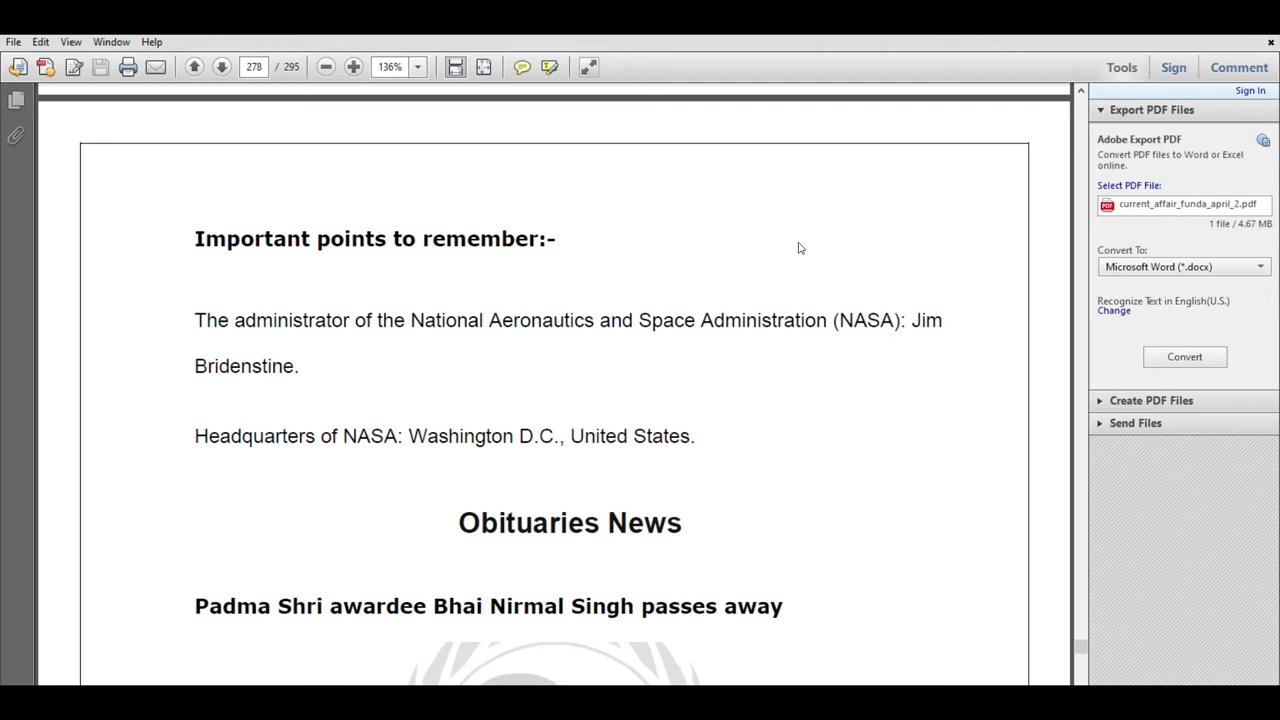 File Edit View Window Help
278 / 295 136% Tools Sign Comment
Sign In
Export PDF Files
Adobe Export PDF
Convert PDF files to Word or Excel
online.
Select PDF File:
current_affair_funda_april_2.pdf
1 file / 4.67 MB
Convert To:
Microsoft Word (*.docx)
Recognize Text in English(U.S.)
Change
Convert
Create PDF Files
Send Files
Important points to remember:-
The administrator of the National Aeronautics and Space Administration (NASA): Jim
Bridenstine.
Headquarters of NASA: Washington D.C., United States.
Obituaries News
Padma Shri awardee Bhai Nirmal Singh passes away